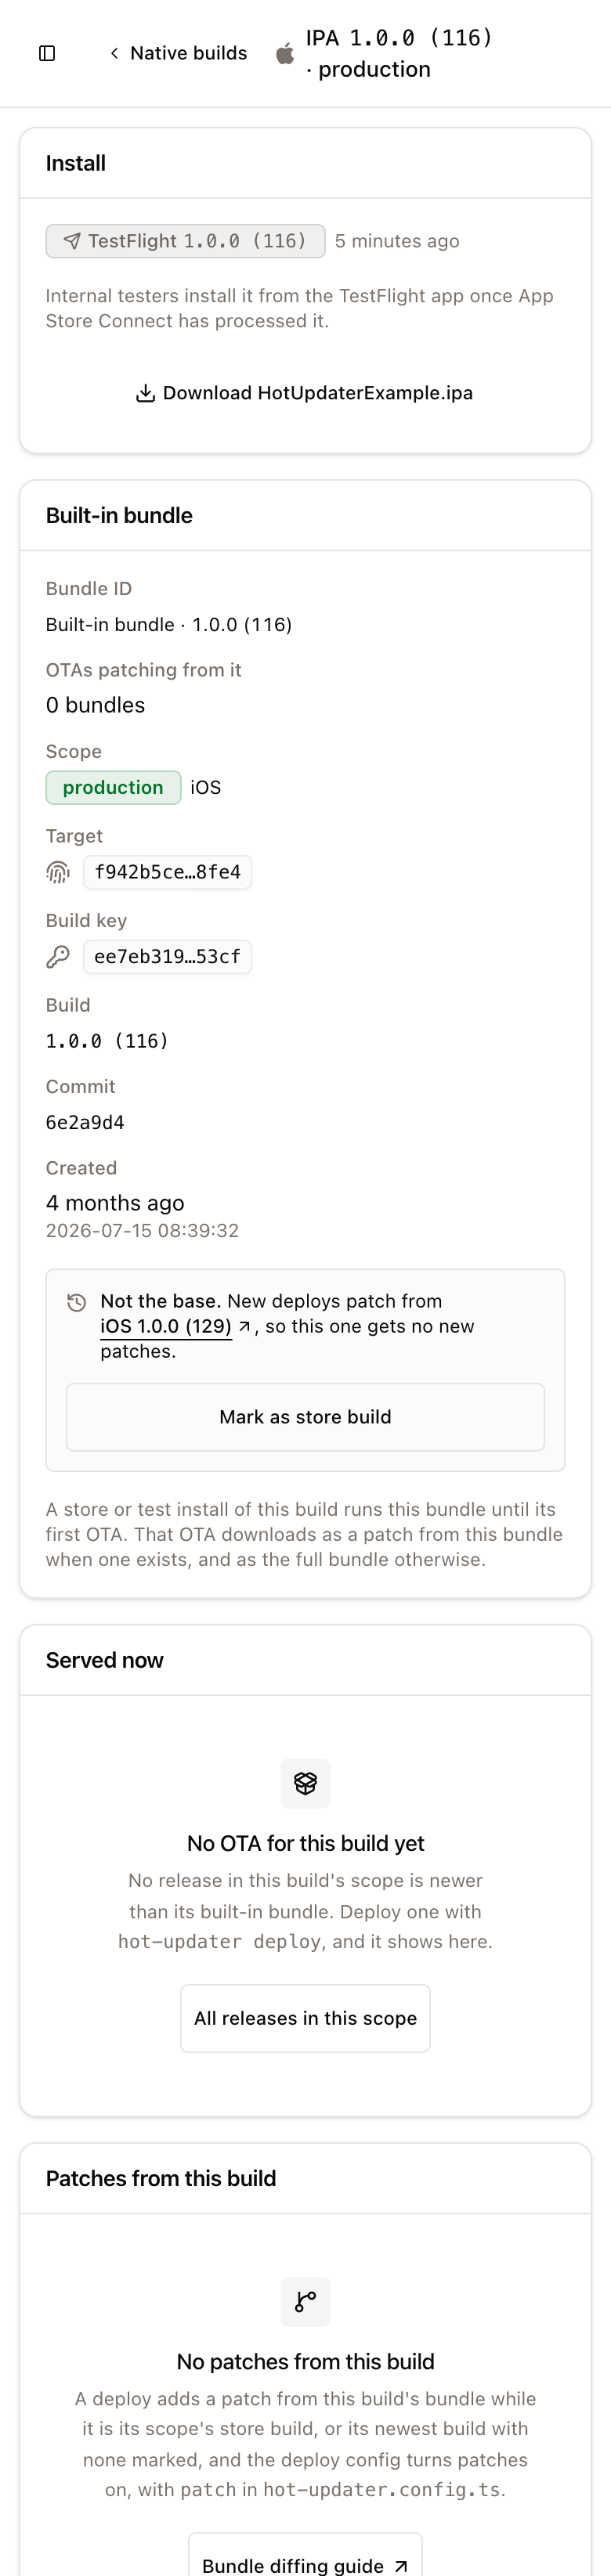 Native builds
IPA 1.0.0 (116)
· production
Install
TestFlight 1.0.0 (116) 5 minutes ago
Internal testers install it from the TestFlight app once App
Store Connect has processed it.
Download HotUpdaterExample.ipa
Built-in bundle
Bundle ID
Built-in bundle · 1.0.0 (116)
OTAs patching from it
0 bundles
Scope
production iOS
Target
f942b5ce…8fe4
Build key
ee7eb319…53cf
Build
1.0.0 (116)
Commit
6e2a9d4
Created
4 months ago
2026-07-15 08:39:32
Not the base. New deploys patch from
iOS 1.0.0 (129) , so this one gets no new
patches.
Mark as store build
A store or test install of this build runs this bundle until its
first OTA. That OTA downloads as a patch from this bundle
when one exists, and as the full bundle otherwise.
Served now
No OTA for this build yet
No release in this build's scope is newer
than its built-in bundle. Deploy one with
hot-updater deploy, and it shows here.
All releases in this scope
Patches from this build
No patches from this build
A deploy adds a patch from this build's bundle while
it is its scope's store build, or its newest build with
none marked, and the deploy config turns patches
on, with patch in hot-updater.config.ts.
Bundle diffing guide